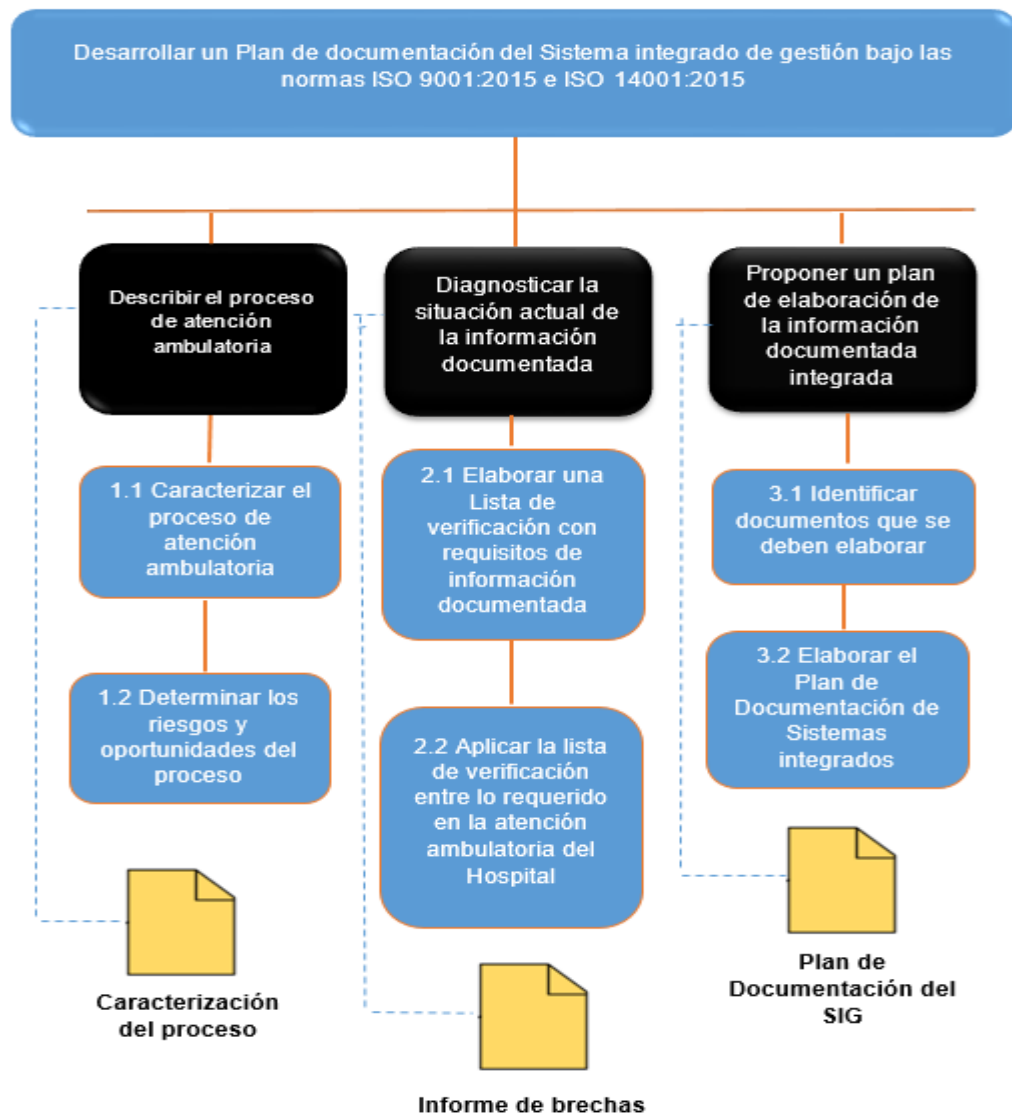 Desarrollar un Plan de documentación del Sistema integrado de gestión bajo las
normas ISO 9001:2015 e ISO 14001:2015
Describir el proceso
de atención
ambulatoria
1.1 Caracterizar el
proceso de
atención
ambulatoria
1.2 Determinar los
riesgos y
oportunidades del
proceso
Caracterización
del proceso
Diagnosticar la
situación actual de
la información
documentada
2.1 Elaborar una
Lista de
verificación con
requisitos de
información
documentada
2.2 Aplicar la lista
de verificación
entre lo requerido
en la atención
ambulatoria del
Hospital
Informe de brechas
Proponer un plan
de elaboración de
la información
documentada
integrada
3.1 Identificar
documentos que se
deben elaborar
3.2 Elaborar el
Plan de
Documentación de
Sistemas
integrados
Plan de
Documentación del
SIG